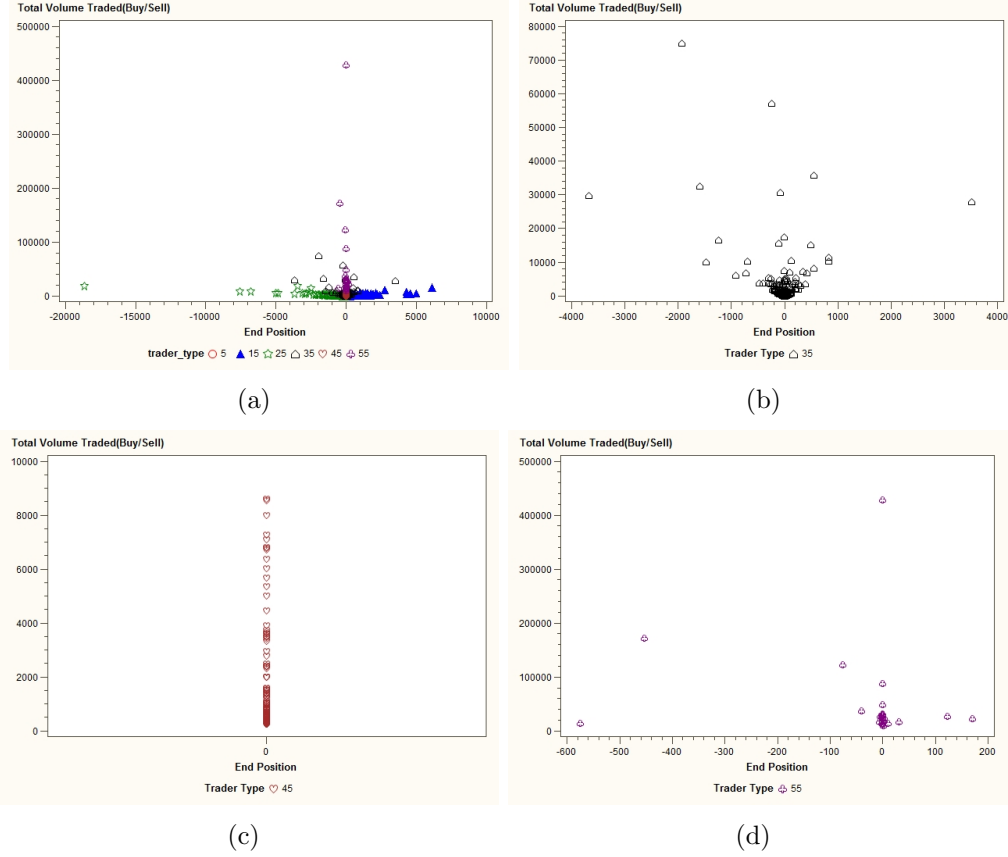 Total Volume Traded(Buy/Sell)
500000
400000
300000
200000
100000
0
-20000 -15000 -10000 -5000 0 5000 10000
End Position
trader_type 5 15 25 35 45 55
(a)
Total Volume Traded(Buy/Sell)
80000
70000
60000
50000
40000
30000
20000
10000
0
-4000 -3000 -2000 -1000 0 1000 2000 3000 4000
End Position
Trader Type 35
(b)
Total Volume Traded(Buy/Sell)
10000
8000
6000
4000
2000
0
0
End Position
Trader Type 45
(c)
Total Volume Traded(Buy/Sell)
500000
400000
300000
200000
100000
0
-600 -500 -400 -300 -200 -100 0 100 200
End Position
Trader Type 55
(d)